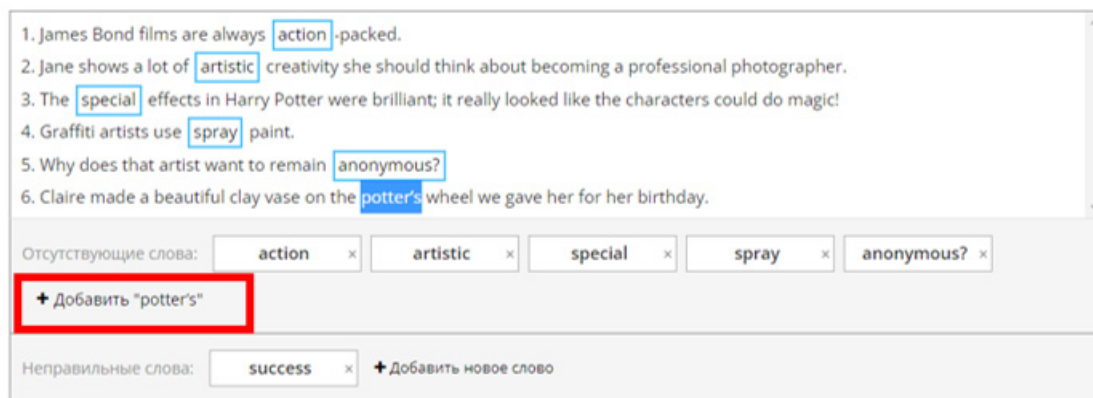 1. James Bond films are always action -packed.
2. Jane shows a lot of artistic creativity she should think about becoming a professional photographer.
3. The special effects in Harry Potter were brilliant; it really looked like the characters could do magic!
4. Graffiti artists use spray paint.
5. Why does that artist want to remain anonymous?
6. Claire made a beautiful clay vase on the potter's wheel we gave her for her birthday.
Отсутствующие слова: action × artistic × special × spray × anonymous? ×
+ Добавить "potter's"
Неправильные слова: success × + Добавить новое слово